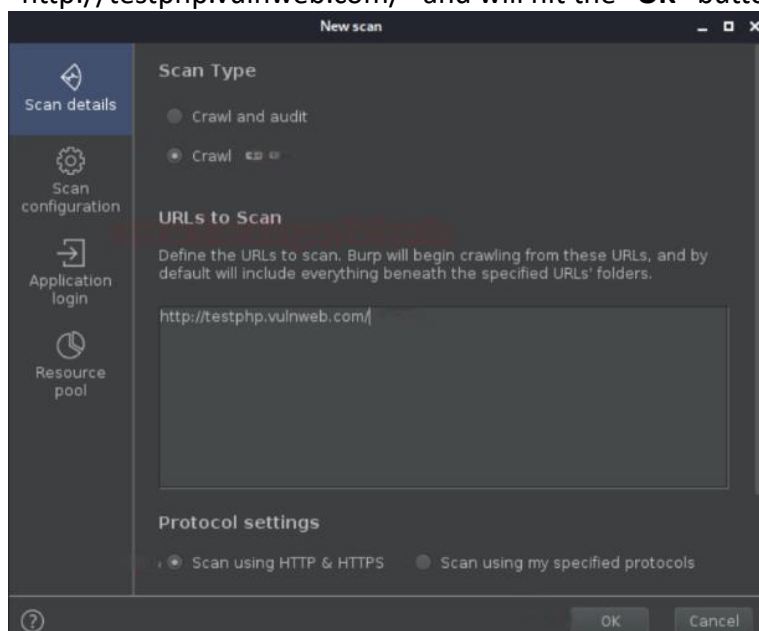 "http://testphp.vulnweb.com/" and will hit the "OK" butto
New scan
Scan details
Scan configuration
Application login
Resource pool
Scan Type
Crawl and audit
Crawl
URLs to Scan
Define the URLs to scan. Burp will begin crawling from these URLs, and by
default will include everything beneath the specified URLs' folders.
http://testphp.vulnweb.com/
Protocol settings
Scan using HTTP & HTTPS
Scan using my specified protocols
OK
Cancel